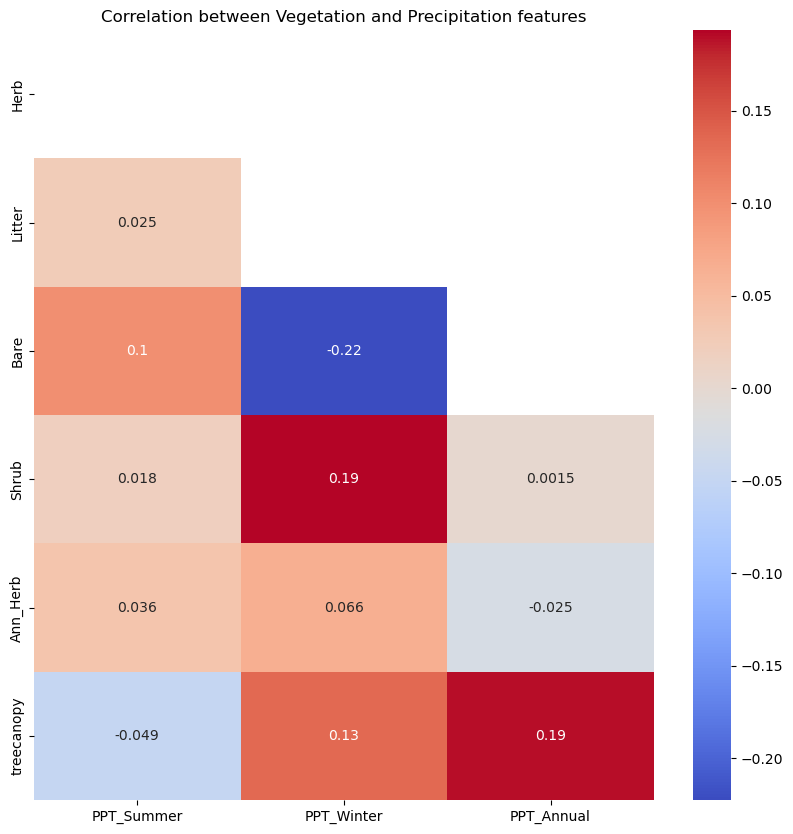 Correlation between Vegetation and Precipitation features
Herb
Litter
0.025
Bare
0.1 -0.22
Shrub
0.018 0.19 0.0015
Ann_Herb
0.036 0.066 -0.025
treecanopy
-0.049 0.13 0.19
PPT_Summer PPT_Winter PPT_Annual
0.15
0.10
0.05
0.00
−0.05
−0.10
−0.15
−0.20